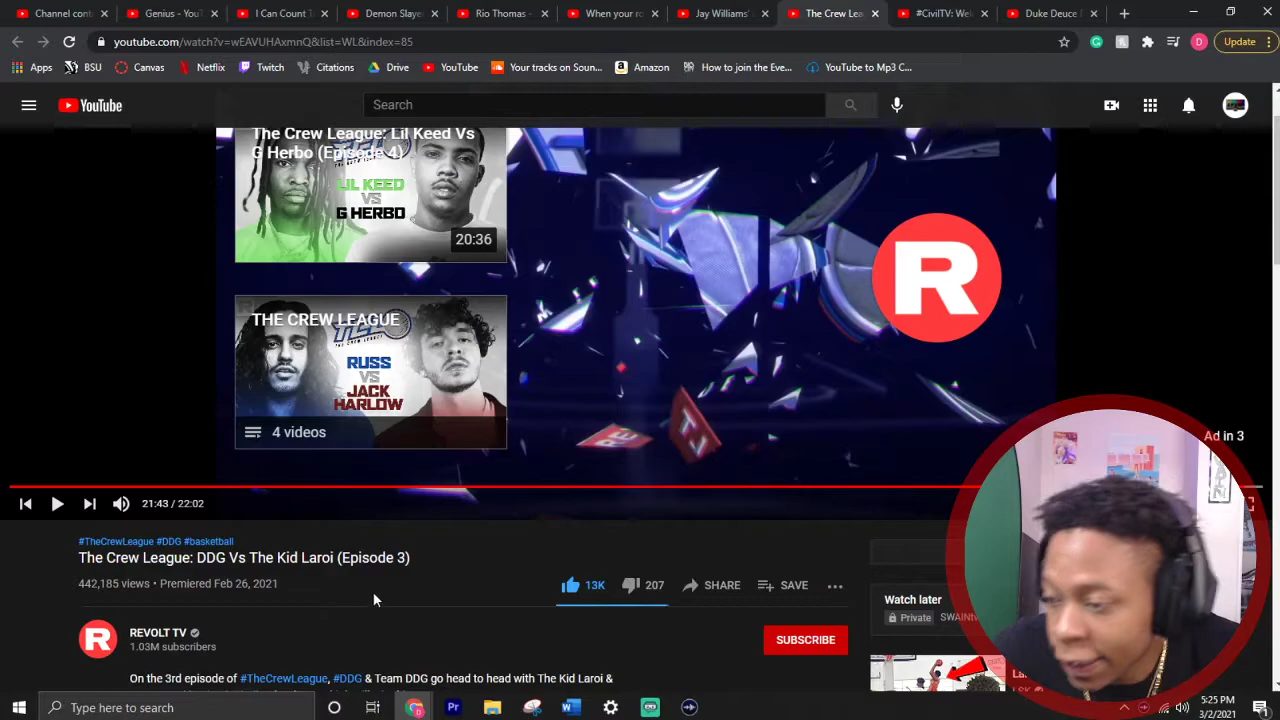 Channel cont
Genius - You
I Can Count T
Demon Slaye
Rio Thomas -
When your ro
Jay Williams'
The Crew Lea
#CivilTV: Wel
Duke Deuce
youtube.com/watch?v=wEAVUHAxmnQ&list=WL&index=85
D
Update
Apps
BSU
Canvas
Netflix
Twitch
Citations
Drive
YouTube
Your tracks on Soun...
Amazon
How to join the Eve...
YouTube to Mp3 C...
YouTube
Search
The Crew League: Lil Keed Vs
G Herbo (Episode 4)
LIL KEED
VS
G HERBO
20:36
THE CREW LEAGUE
RUSS
VS
JACK
HARLOW
4 videos
R
Ad in 3
21:43 / 22:02
#TheCrewLeague #DDG #basketball
The Crew League: DDG Vs The Kid Laroi (Episode 3)
442,185 views • Premiered Feb 26, 2021
13K
207
SHARE
SAVE
Watch later
Private
R
REVOLT TV
1.03M subscribers
SUBSCRIBE
On the 3rd episode of #TheCrewLeague, #DDG & Team DDG go head to head with The Kid Laroi &
Type here to search
5:25 PM
3/2/2021